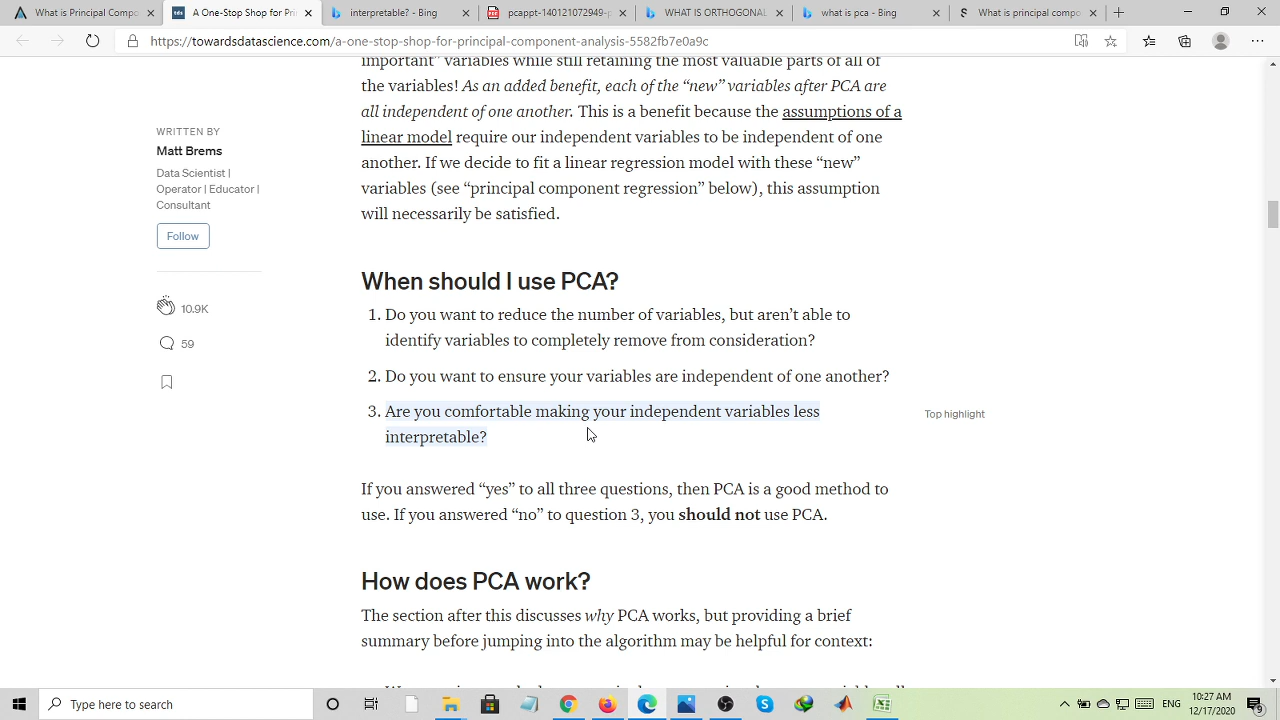 What is Principal Compo
A One-Stop Shop for Pri
interpretable? - Bing
pcappt-140121072949-p
WHAT IS ORTHOGONAL
what is pca - Bing
What is principal compo
https://towardsdatascience.com/a-one-stop-shop-for-principal-component-analysis-5582fb7e0a9c
important” variables while still retaining the most valuable parts of all of
the variables! As an added benefit, each of the “new” variables after PCA are
all independent of one another. This is a benefit because the assumptions of a
linear model require our independent variables to be independent of one
another. If we decide to fit a linear regression model with these “new”
variables (see “principal component regression” below), this assumption
will necessarily be satisfied.
WRITTEN BY
Matt Brems
Data Scientist |
Operator | Educator |
Consultant
Follow
10.9K
59
When should I use PCA?
1. Do you want to reduce the number of variables, but aren’t able to
identify variables to completely remove from consideration?
2. Do you want to ensure your variables are independent of one another?
3. Are you comfortable making your independent variables less
interpretable?
Top highlight
If you answered “yes” to all three questions, then PCA is a good method to
use. If you answered “no” to question 3, you should not use PCA.
How does PCA work?
The section after this discusses why PCA works, but providing a brief
summary before jumping into the algorithm may be helpful for context:
Type here to search
ENG
10:27 AM
12/17/2020
9